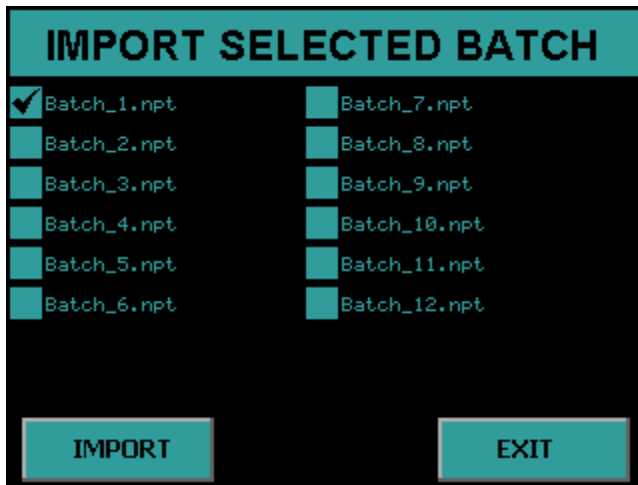 IMPORT SELECTED BATCH
Batch_1.npt
Batch_2.npt
Batch_3.npt
Batch_4.npt
Batch_5.npt
Batch_6.npt
Batch_7.npt
Batch_8.npt
Batch_9.npt
Batch_10.npt
Batch_11.npt
Batch_12.npt
IMPORT
EXIT